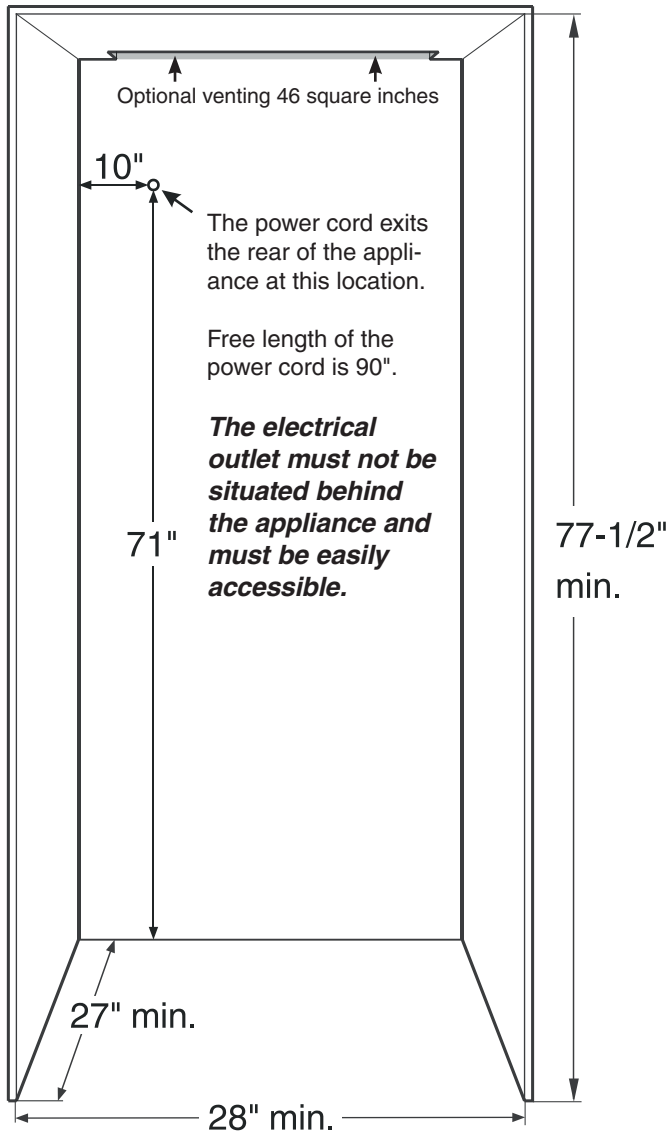 Optional venting 46 square inches
10"
The power cord exits
the rear of the appli-
ance at this location.
Free length of the
power cord is 90".
The electrical
outlet must not be
situated behind
the appliance and
must be easily
accessible.
71"
77-1/2"
min.
27" min.
28" min.